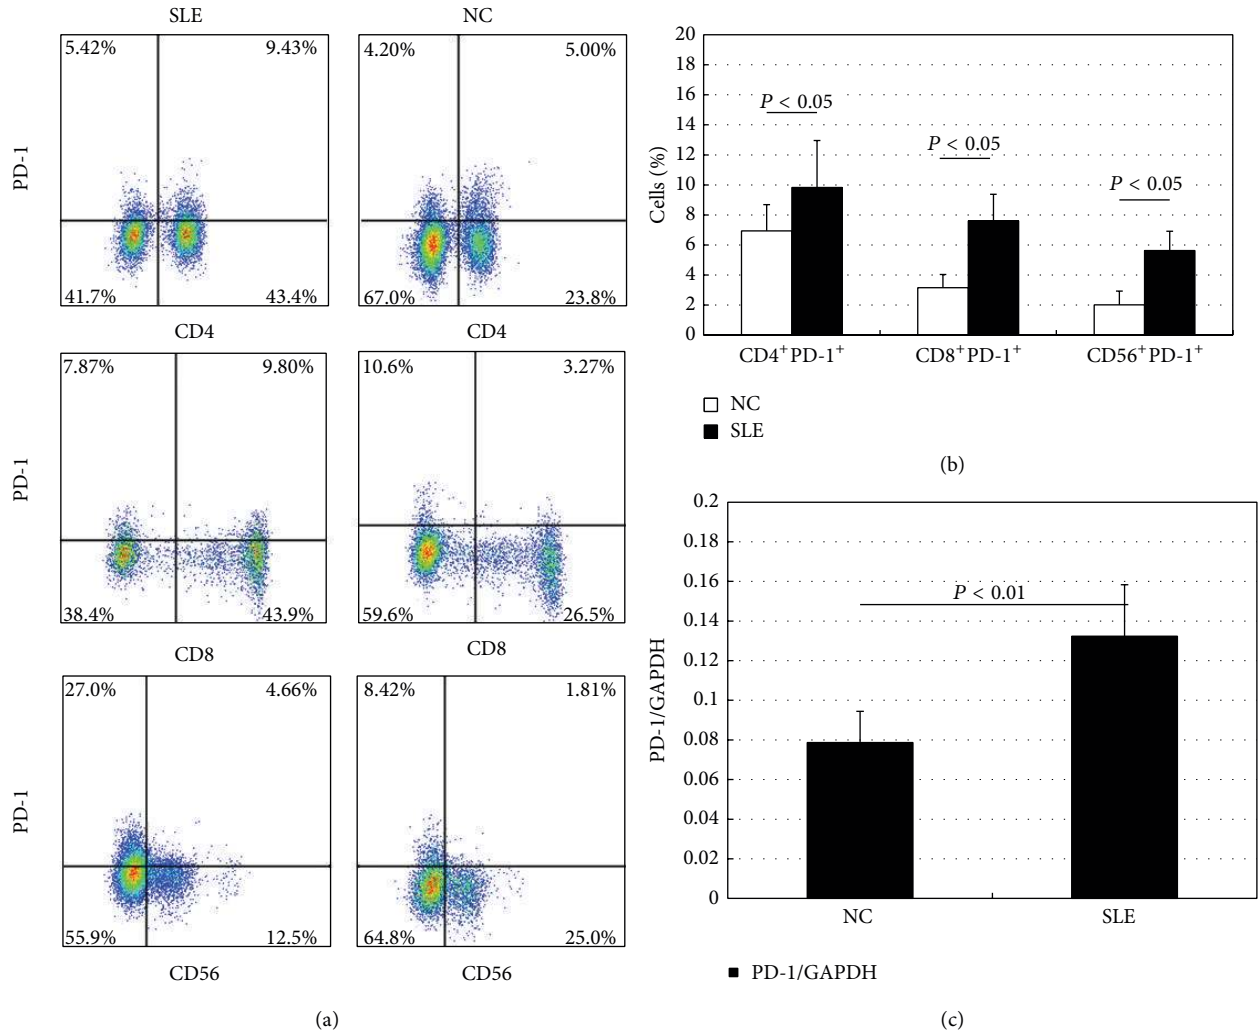 SLE
NC
5.42%
9.43%
4.20%
5.00%
PD-1
41.7%
43.4%
67.0%
23.8%
CD4
CD4
7.87%
9.80%
10.6%
3.27%
PD-1
38.4%
43.9%
59.6%
26.5%
CD8
CD8
27.0%
4.66%
8.42%
1.81%
PD-1
55.9%
12.5%
64.8%
25.0%
CD56
CD56
(a)
20
18
16
14
12
10
8
6
4
2
0
Cells (%)
P < 0.05
P < 0.05
P < 0.05
CD4⁺PD-1⁺
CD8⁺PD-1⁺
CD56⁺PD-1⁺
NC
SLE
(b)
0.2
0.18
0.16
0.14
0.12
0.1
0.08
0.06
0.04
0.02
0
PD-1/GAPDH
P < 0.01
NC
SLE
PD-1/GAPDH
(c)